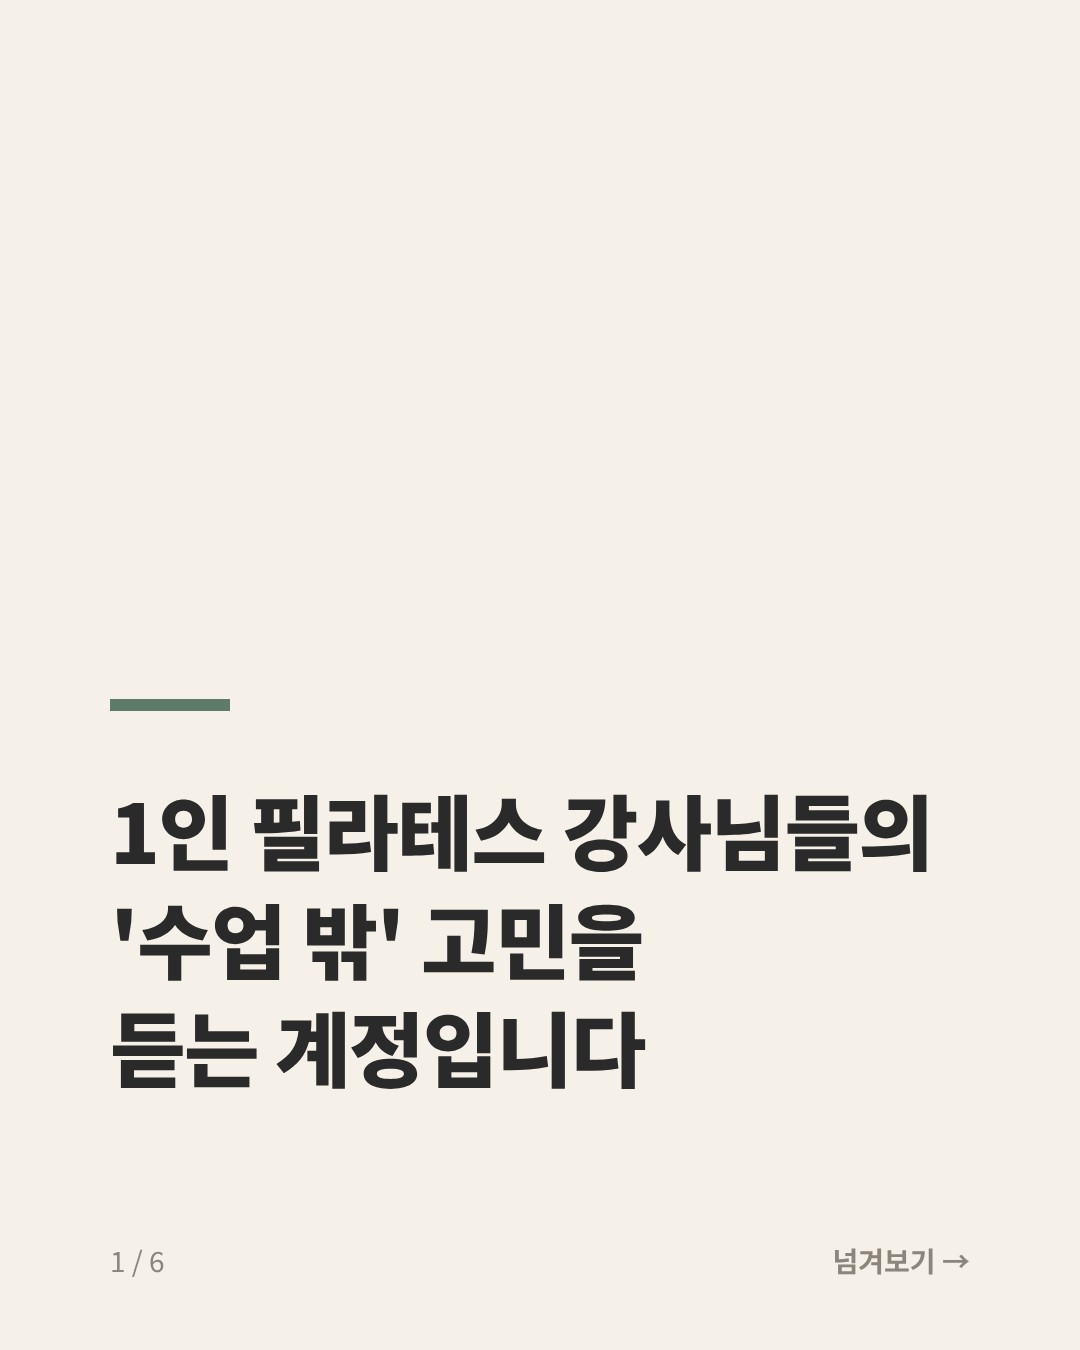 1인 필라테스 강사님들의
'수업 밖' 고민을
듣는 계정입니다
1 / 6
넘겨보기 →